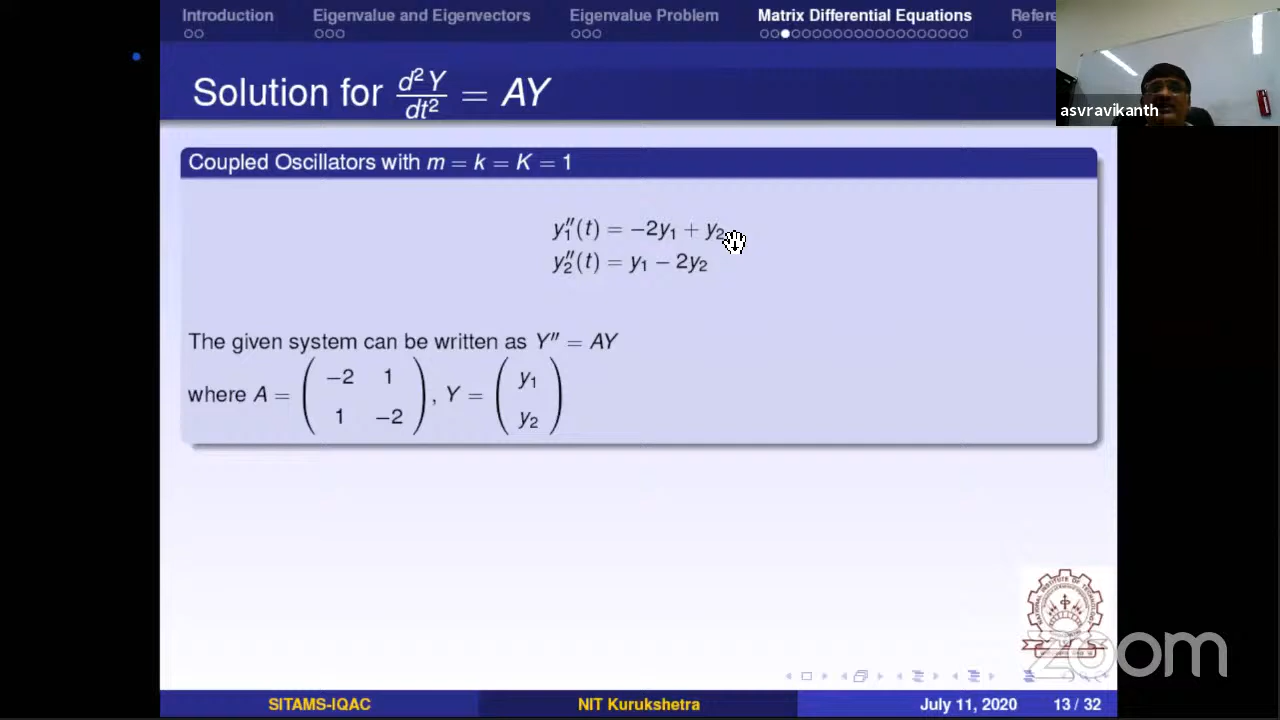 Introduction Eigenvalue and Eigenvectors Eigenvalue Problem Matrix Differential Equations Refere
asvravikanth
Solution for d²Y/dt² = AY
Coupled Oscillators with m = k = K = 1
y₁″(t) = −2y₁ + y₂
y₂″(t) = y₁ − 2y₂
The given system can be written as Y″ = AY
where A = ( −2 1 ; 1 −2 ), Y = ( y₁ ; y₂ )
zoom
SITAMS-IQAC NIT Kurukshetra July 11, 2020 13 / 32